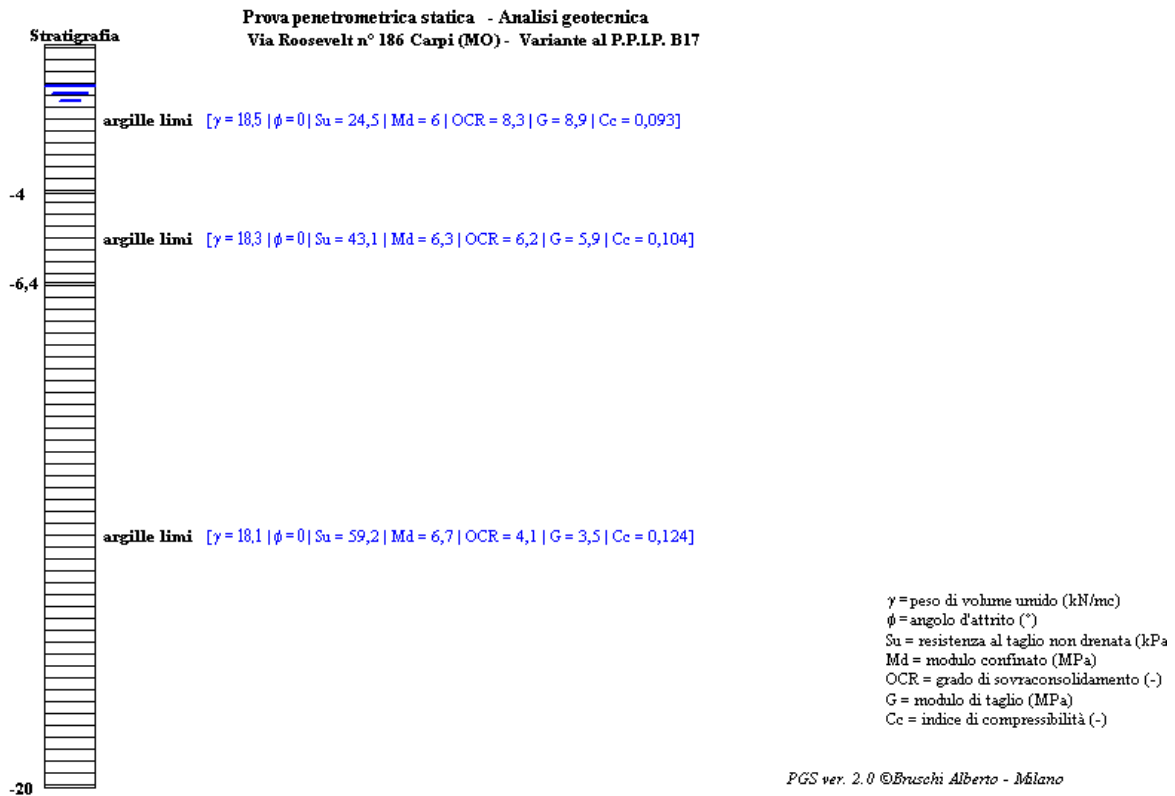 Prova penetrometrica statica - Analisi geotecnica
Via Roosevelt n° 186 Carpi (MO) - Variante al P.P.I.P. B17
Stratigrafia
argille limi [γ = 18,5 | ϕ = 0 | Su = 24,5 | Md = 6 | OCR = 8,3 | G = 8,9 | Cc = 0,093]
-4
argille limi [γ = 18,3 | ϕ = 0 | Su = 43,1 | Md = 6,3 | OCR = 6,2 | G = 5,9 | Cc = 0,104]
-6,4
argille limi [γ = 18,1 | ϕ = 0 | Su = 59,2 | Md = 6,7 | OCR = 4,1 | G = 3,5 | Cc = 0,124]
γ = peso di volume umido (kN/mc)
ϕ = angolo d'attrito (°)
Su = resistenza al taglio non drenata (kPa
Md = modulo confinato (MPa)
OCR = grado di sovraconsolidamento (-)
G = modulo di taglio (MPa)
Cc = indice di compressibilità (-)
PGS ver. 2.0 ©Bruschi Alberto - Milano
-20